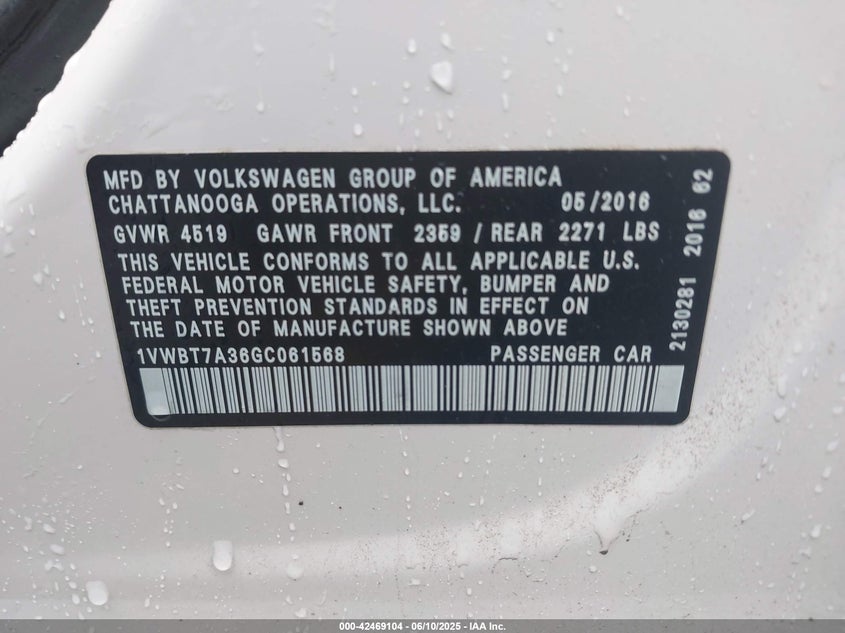 MFD BY VOLKSWAGEN GROUP OF AMERICA
CHATTANOOGA OPERATIONS, LLC. 05/2016
GVWR 4519 GAWR FRONT 2359 / REAR 2271 LBS
THIS VEHICLE CONFORMS TO ALL APPLICABLE U.S.
FEDERAL MOTOR VEHICLE SAFETY, BUMPER AND
THEFT PREVENTION STANDARDS IN EFFECT ON
THE DATE OF MANUFACTURE SHOWN ABOVE
1VWBT7A36GC061568 PASSENGER CAR
2130281 2016 62
000-42469104 - 06/10/2025 - IAA Inc.